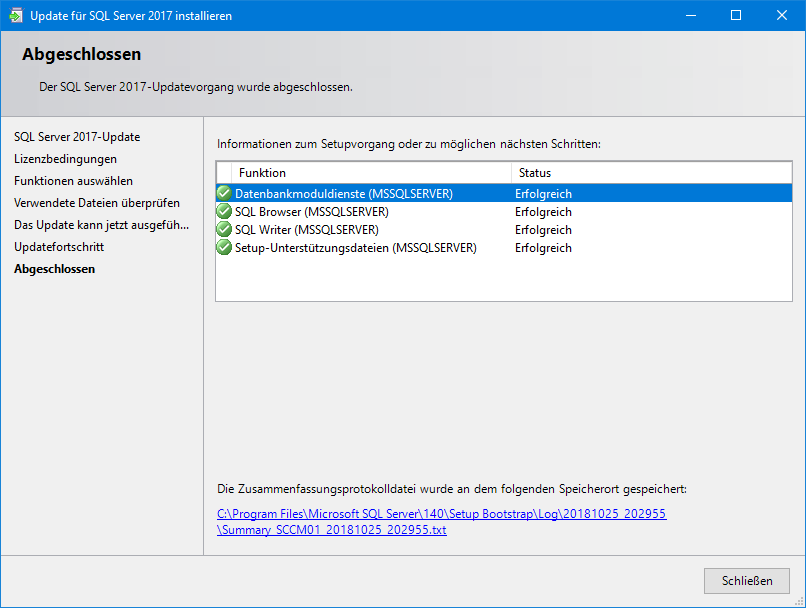 Update für SQL Server 2017 installieren
Abgeschlossen
Der SQL Server 2017-Updatevorgang wurde abgeschlossen.
SQL Server 2017-Update
Lizenzbedingungen
Funktionen auswählen
Verwendete Dateien überprüfen
Das Update kann jetzt ausgefüh...
Updatefortschritt
Abgeschlossen
Informationen zum Setupvorgang oder zu möglichen nächsten Schritten:
Funktion Status
Datenbankmoduldienste (MSSQLSERVER) Erfolgreich
SQL Browser (MSSQLSERVER) Erfolgreich
SQL Writer (MSSQLSERVER) Erfolgreich
Setup-Unterstützungsdateien (MSSQLSERVER) Erfolgreich
Die Zusammenfassungsprotokolldatei wurde an dem folgenden Speicherort gespeichert:
C:\Program Files\Microsoft SQL Server\140\Setup Bootstrap\Log\20181025_202955
\Summary_SCCM01_20181025_202955.txt
Schließen